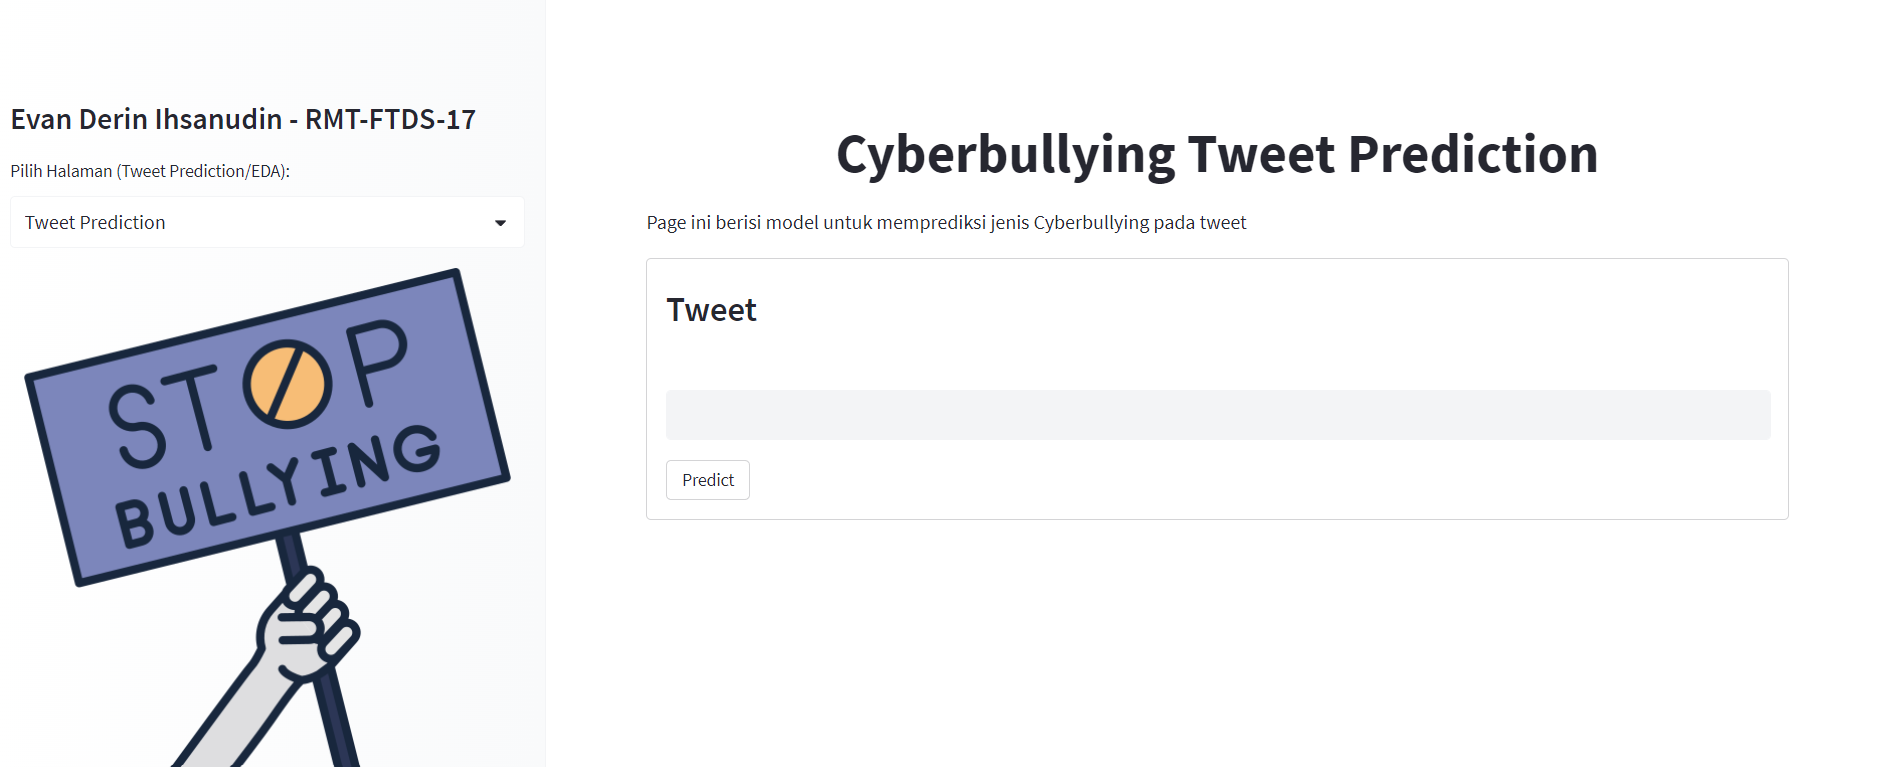 Evan Derin Ihsanudin - RMT-FTDS-17
Pilih Halaman (Tweet Prediction/EDA):
Tweet Prediction
STOP
BULLYING
Cyberbullying Tweet Prediction
Page ini berisi model untuk memprediksi jenis Cyberbullying pada tweet
Tweet
Predict